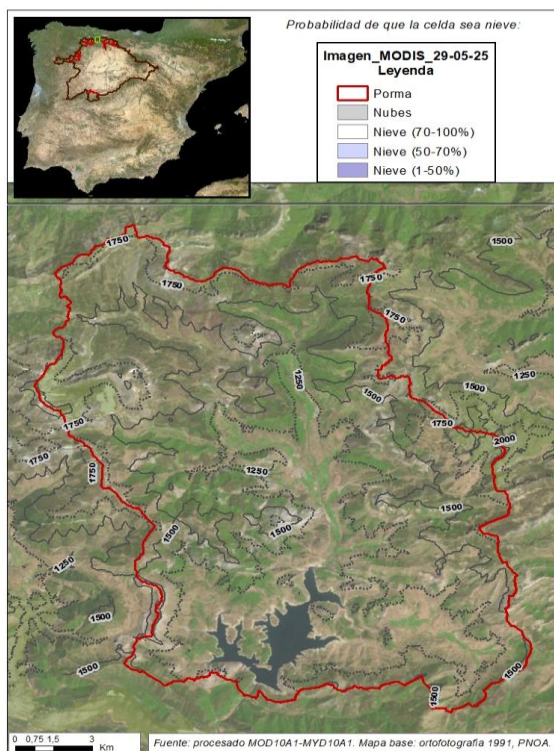 Probabilidad de que la celda sea nieve:
Imagen_MODIS_29-05-25
Leyenda
Porma
Nubes
Nieve (70-100%)
Nieve (50-70%)
Nieve (1-50%)
1750
1500
1750
1750
1750
1250
1500
1500
1250
1750
1750
1750
2000
1750
1250
1500
1500
1500
1250
1500
1500
1500
1500
0 0,75 1,5 3
Km
Fuente: procesado MOD10A1-MYD10A1. Mapa base: ortofotografia 1991, PNOA